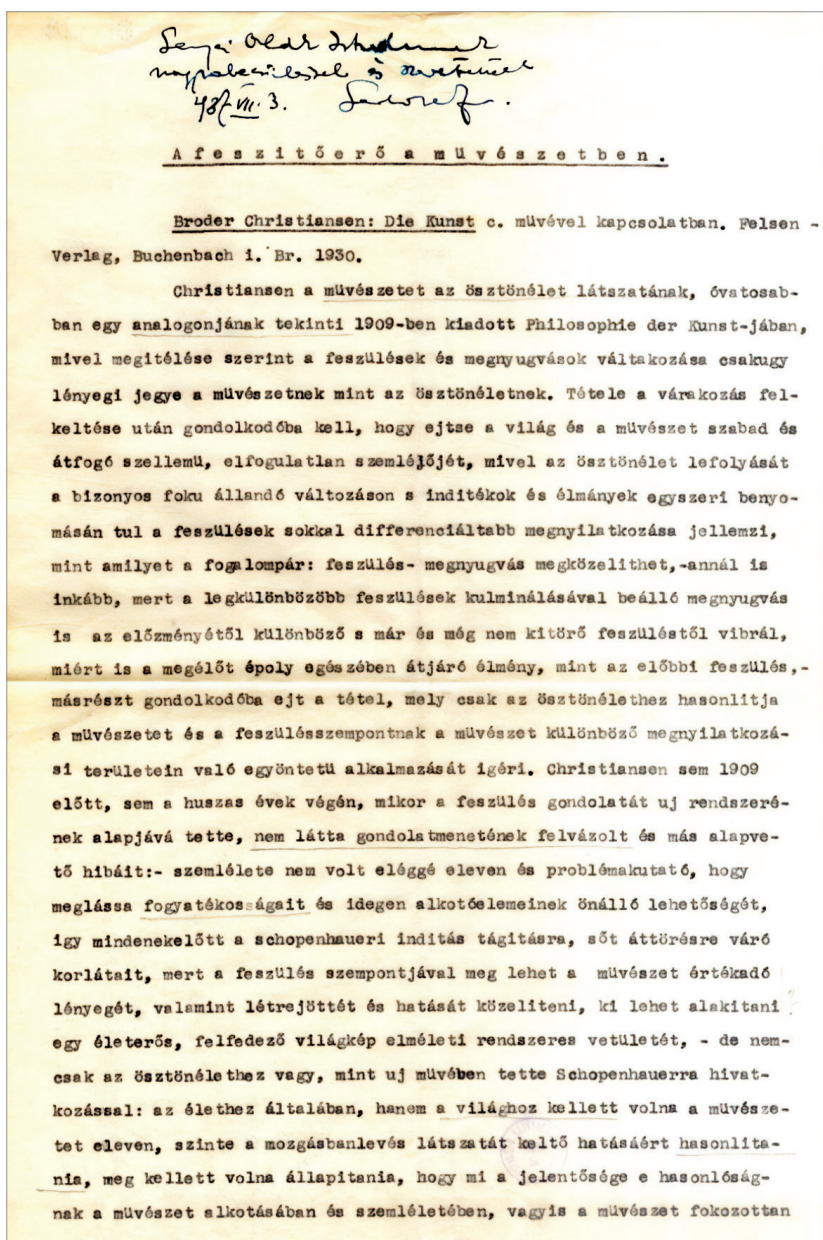 nagyrabecsüléssel és szeretettel
VII. 3.
A feszitőerő a müvészetben.
Broder Christiansen: Die Kunst c. müvével kapcsolatban. Felsen -
Verlag, Buchenbach i. Br. 1930.
Christiansen a müvészetet az ösztönélet látszatának, óvatosab-
ban egy analogonjának tekinti 1909-ben kiadott Philosophie der Kunst-jában,
mivel megitélése szerint a feszülések és megnyugvások váltakozása csakugy
lényegi jegye a müvészetnek mint az ösztönéletnek. Tétele a várakozás fel-
keltése után gondolkodóba kell, hogy ejtse a világ és a müvészet szabad és
átfogó szellemü, elfogulatlan szemlélőjét, mivel az ösztönélet lefolyását
a bizonyos foku állandó változáson s inditékok és élmányek egyszeri benyo-
másán tul a feszülések sokkal differenciáltabb megnyilatkozása jellemzi,
mint amilyet a fogalompár: feszülés- megnyugvás megközelithet,-annál is
inkább, mert a legkülönbözöbb feszülések kulminálásával beálló megnyugvás
is az előzményétől különböző s már és még nem kitörő feszüléstől vibrál,
miért is a megélőt époly egészében átjáró élmény, mint az előbbi feszülés,-
másrészt gondolkodóba ejt a tétel, mely csak az ösztönélethez hasonlitja
a müvészetet és a feszülésszempontnak a müvészet különböző megnyilatkozá-
si területein való egyöntetü alkalmazását igéri. Christiansen sem 1909
előtt, sem a huszas évek végén, mikor a feszülés gondolatát uj rendszeré-
nek alapjává tette, nem látta gondolatmenetének felvázolt és más alapve-
tő hibáit:- szemlélete nem volt eléggé eleven és problémakutató, hogy
meglássa fogyatékosságait és idegen alkotóelemeinek önálló lehetőségét,
igy mindenekelőtt a schopenhaueri inditás tágitásra, sőt áttörésre váró
korlátait, mert a feszülés szempontjával meg lehet a müvészet értékadó
lényegét, valamint létrejöttét és hatását közeliteni, ki lehet alakitani
egy életerős, felfedező világkép elméleti rendszeres vetületét, - de nem-
csak az ösztönélethez vagy, mint uj müvében tette Schopenhauerra hivat-
kozással: az élethez általában, hanem a világhoz kellett volna a müvésze-
tet eleven, szinte a mozgásbanlevés látszatát keltő hatásáért hasonlita-
nia, meg kellett volna állapitania, hogy mi a jelentősége e hasonlóság-
nak a müvészet alkotásában és szemléletében, vagyis a müvészet fokozottan